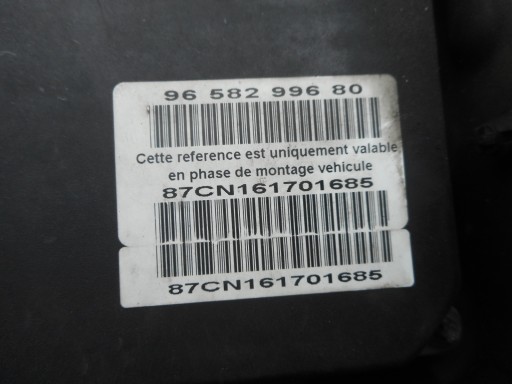 96 582 996 80
Cette reference est uniquement valable
en phase de montage vehicule
87CN161701685
87CN161701685